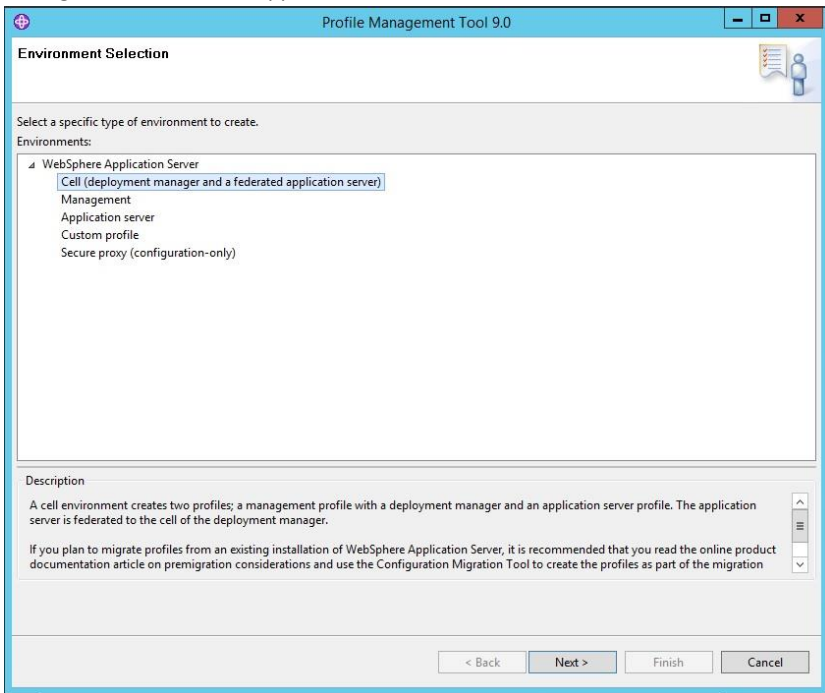 Profile Management Tool 9.0
Environment Selection
Select a specific type of environment to create.
Environments:
WebSphere Application Server
Cell (deployment manager and a federated application server)
Management
Application server
Custom profile
Secure proxy (configuration-only)
Description
A cell environment creates two profiles; a management profile with a deployment manager and an application server profile. The application
server is federated to the cell of the deployment manager.
If you plan to migrate profiles from an existing installation of WebSphere Application Server, it is recommended that you read the online product
documentation article on premigration considerations and use the Configuration Migration Tool to create the profiles as part of the migration
< Back Next > Finish Cancel